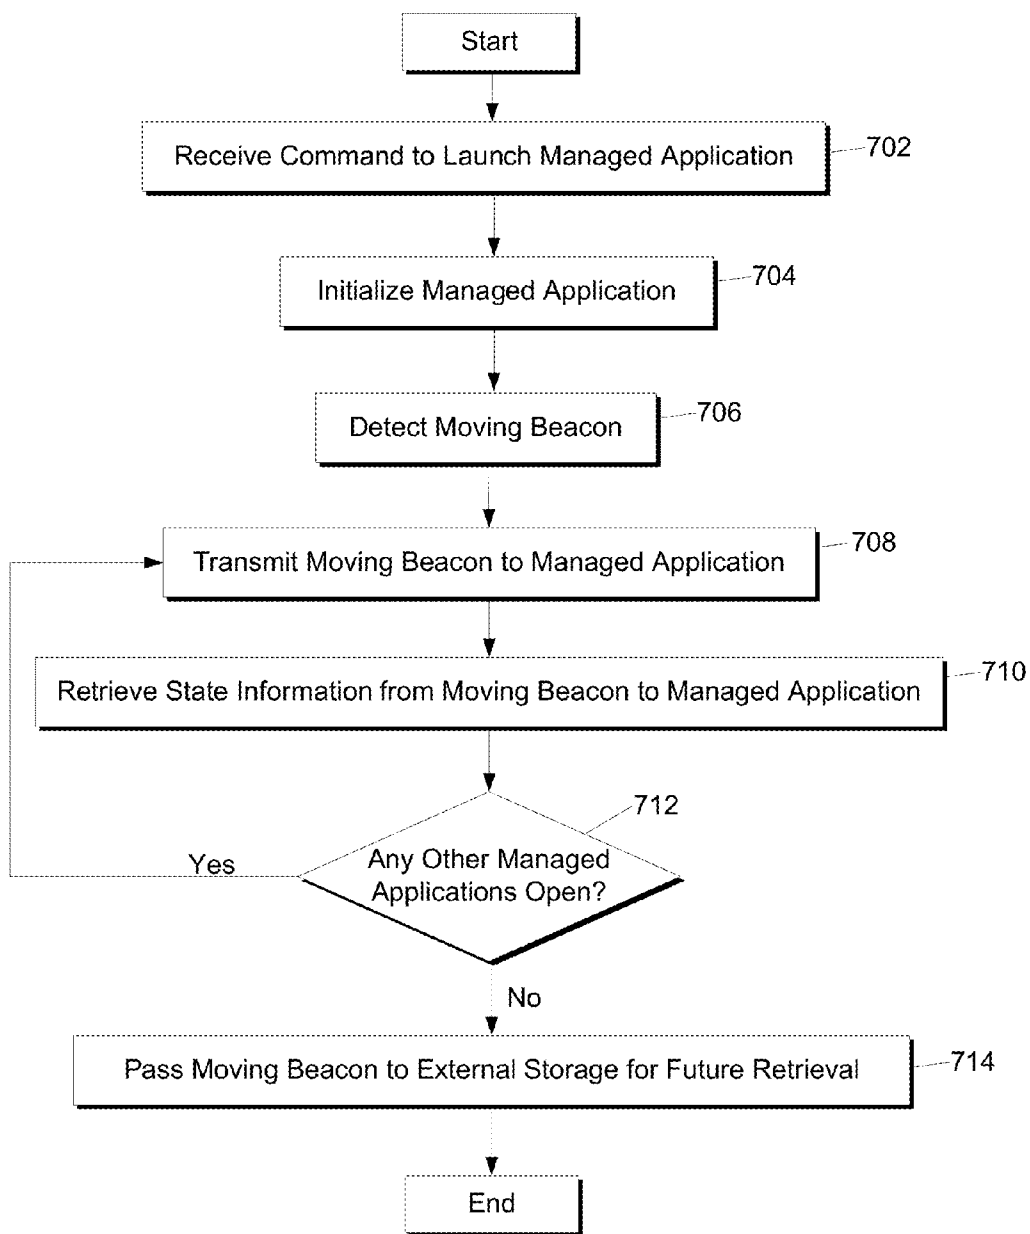 Start
Receive Command to Launch Managed Application
702
Initialize Managed Application
704
Detect Moving Beacon
706
Transmit Moving Beacon to Managed Application
708
Retrieve State Information from Moving Beacon to Managed Application
710
712
Any Other Managed
Applications Open?
Yes
No
Pass Moving Beacon to External Storage for Future Retrieval
714
End